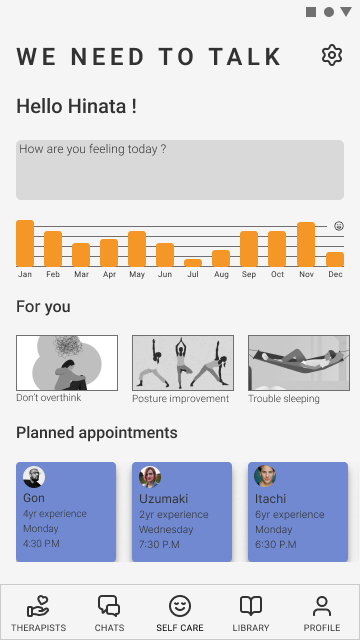 WE NEED TO TALK
Hello Hinata !
How are you feeling today ?
Jan Feb Mar Apr May Jun Jul Aug Sep Oct Nov Dec
For you
Don't overthink
Posture improvement
Trouble sleeping
Planned appointments
Gon
4yr experience
Monday
4:30 P.M
Uzumaki
2yr experience
Wednesday
7:30 P.M
Itachi
6yr experience
Monday
6:30 P.M
THERAPISTS CHATS SELF CARE LIBRARY PROFILE